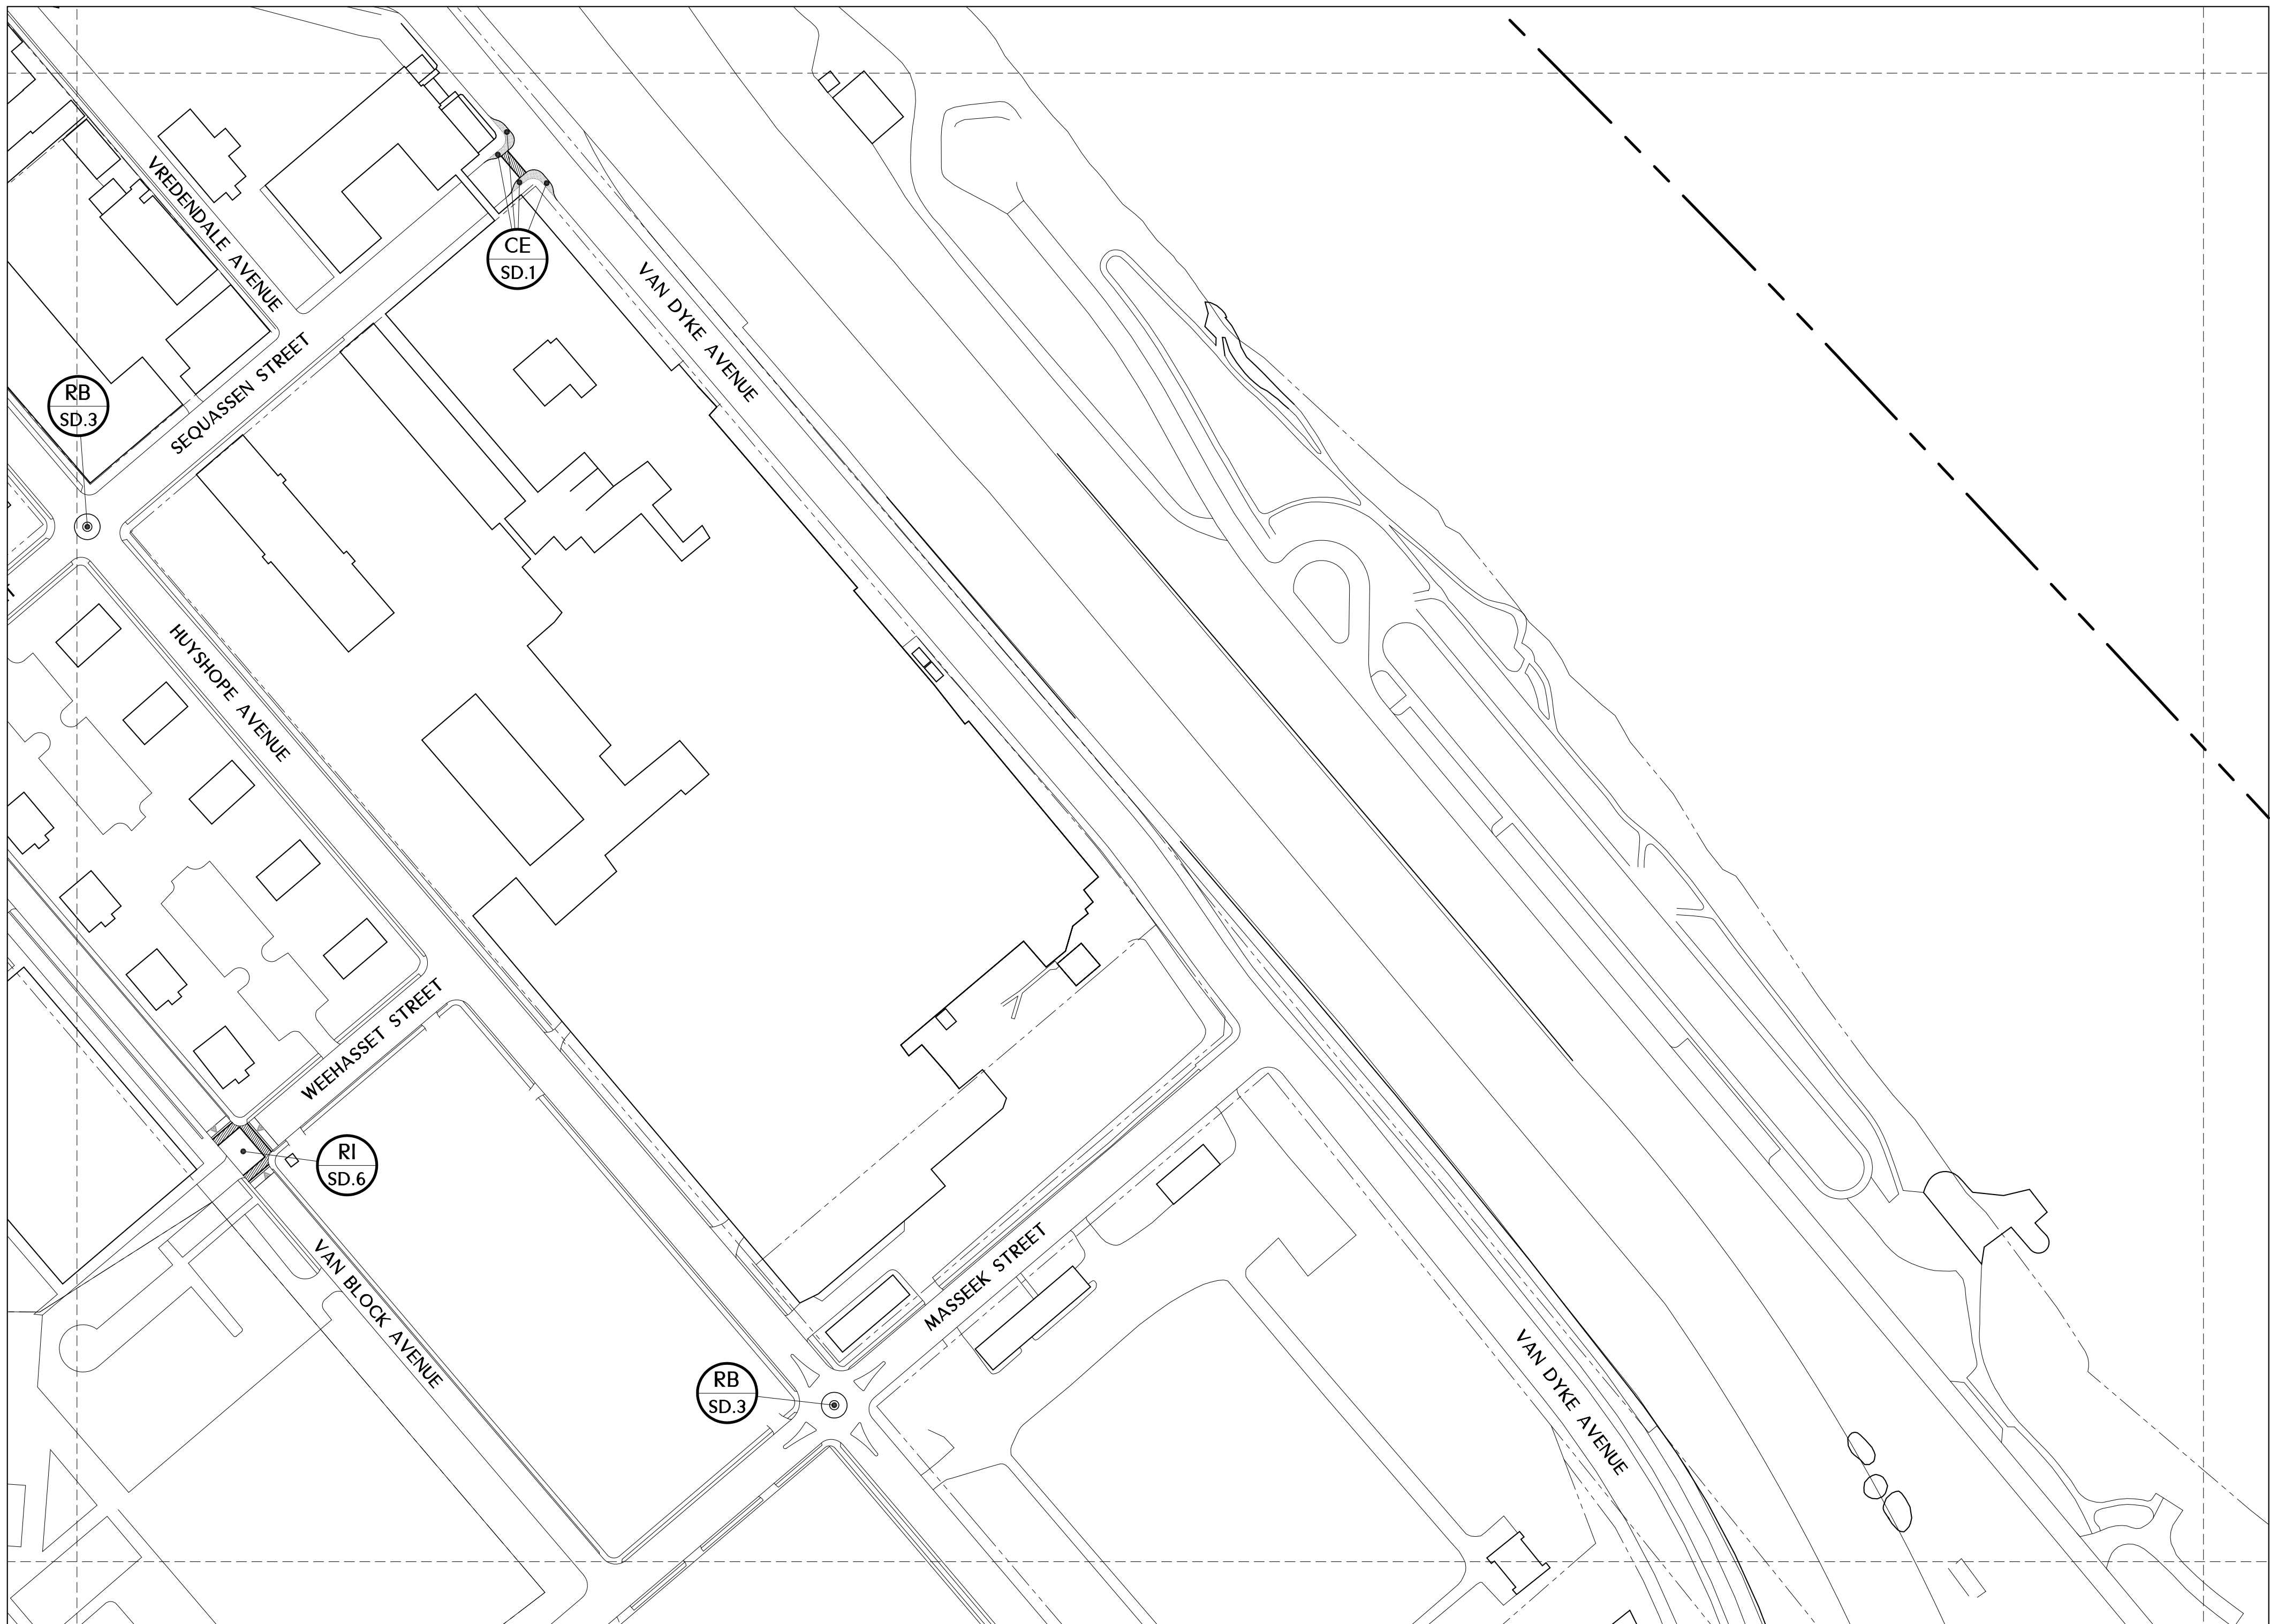 VREDENDALE AVENUE
CE
SD.1
VAN DYKE AVENUE
RB
SD.3
SEQUASSEN STREET
HUYSHOPE AVENUE
WEEHASSET STREET
RI
SD.6
VAN BLOCK AVENUE
MASSEEK STREET
RB
SD.3
VAN DYKE AVENUE